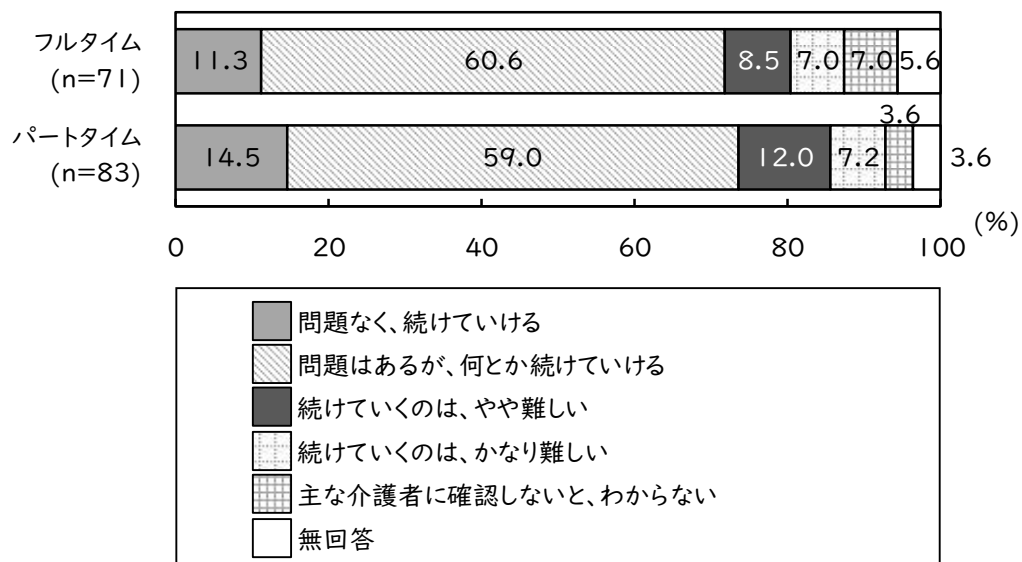 フルタイム
(n=71)
11.3 60.6 8.5 7.0 7.0 5.6
パートタイム
(n=83)
14.5 59.0 12.0 7.2 3.6 3.6
0 20 40 60 80 100 (%)
問題なく、続けていける
問題はあるが、何とか続けていける
続けていくのは、やや難しい
続けていくのは、かなり難しい
主な介護者に確認しないと、わからない
無回答